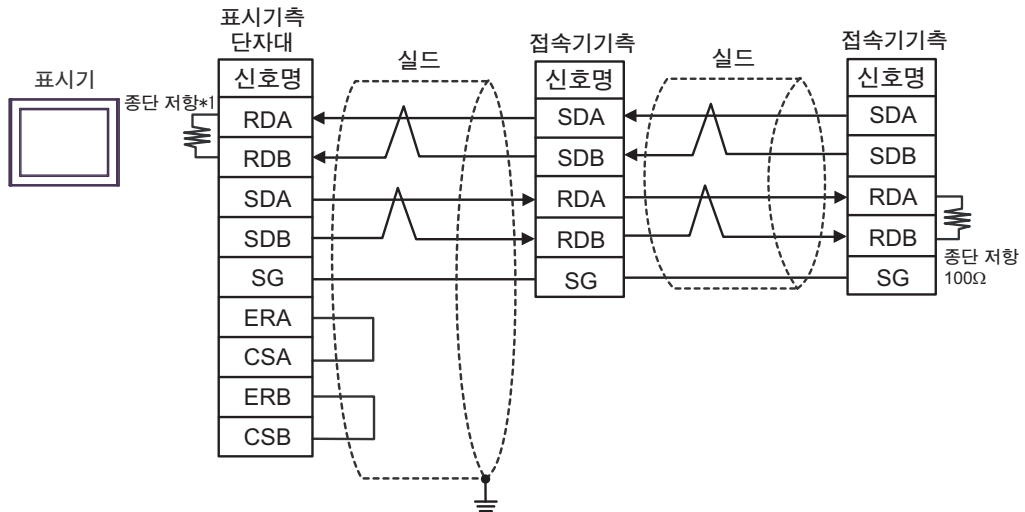 표시기
종단 저항*1
표시기측
단자대
신호명
RDA
RDB
SDA
SDB
SG
ERA
CSA
ERB
CSB
실드
접속기기측
신호명
SDA
SDB
RDA
RDB
SG
실드
접속기기측
신호명
SDA
SDB
RDA
RDB
SG
종단 저항
100Ω